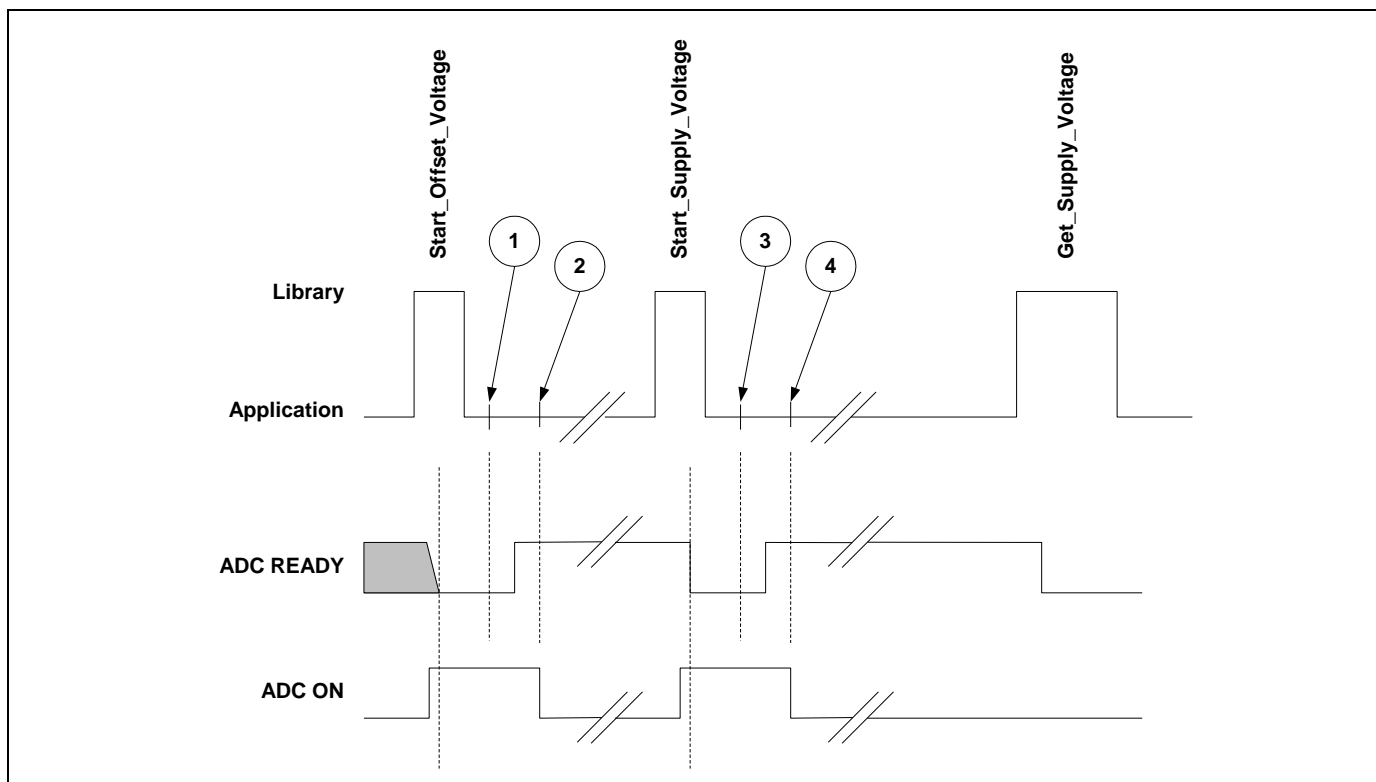 Start_Offset_Voltage
Start_Supply_Voltage
Get_Supply_Voltage
1
2
3
4
Library
Application
ADC READY
ADC ON